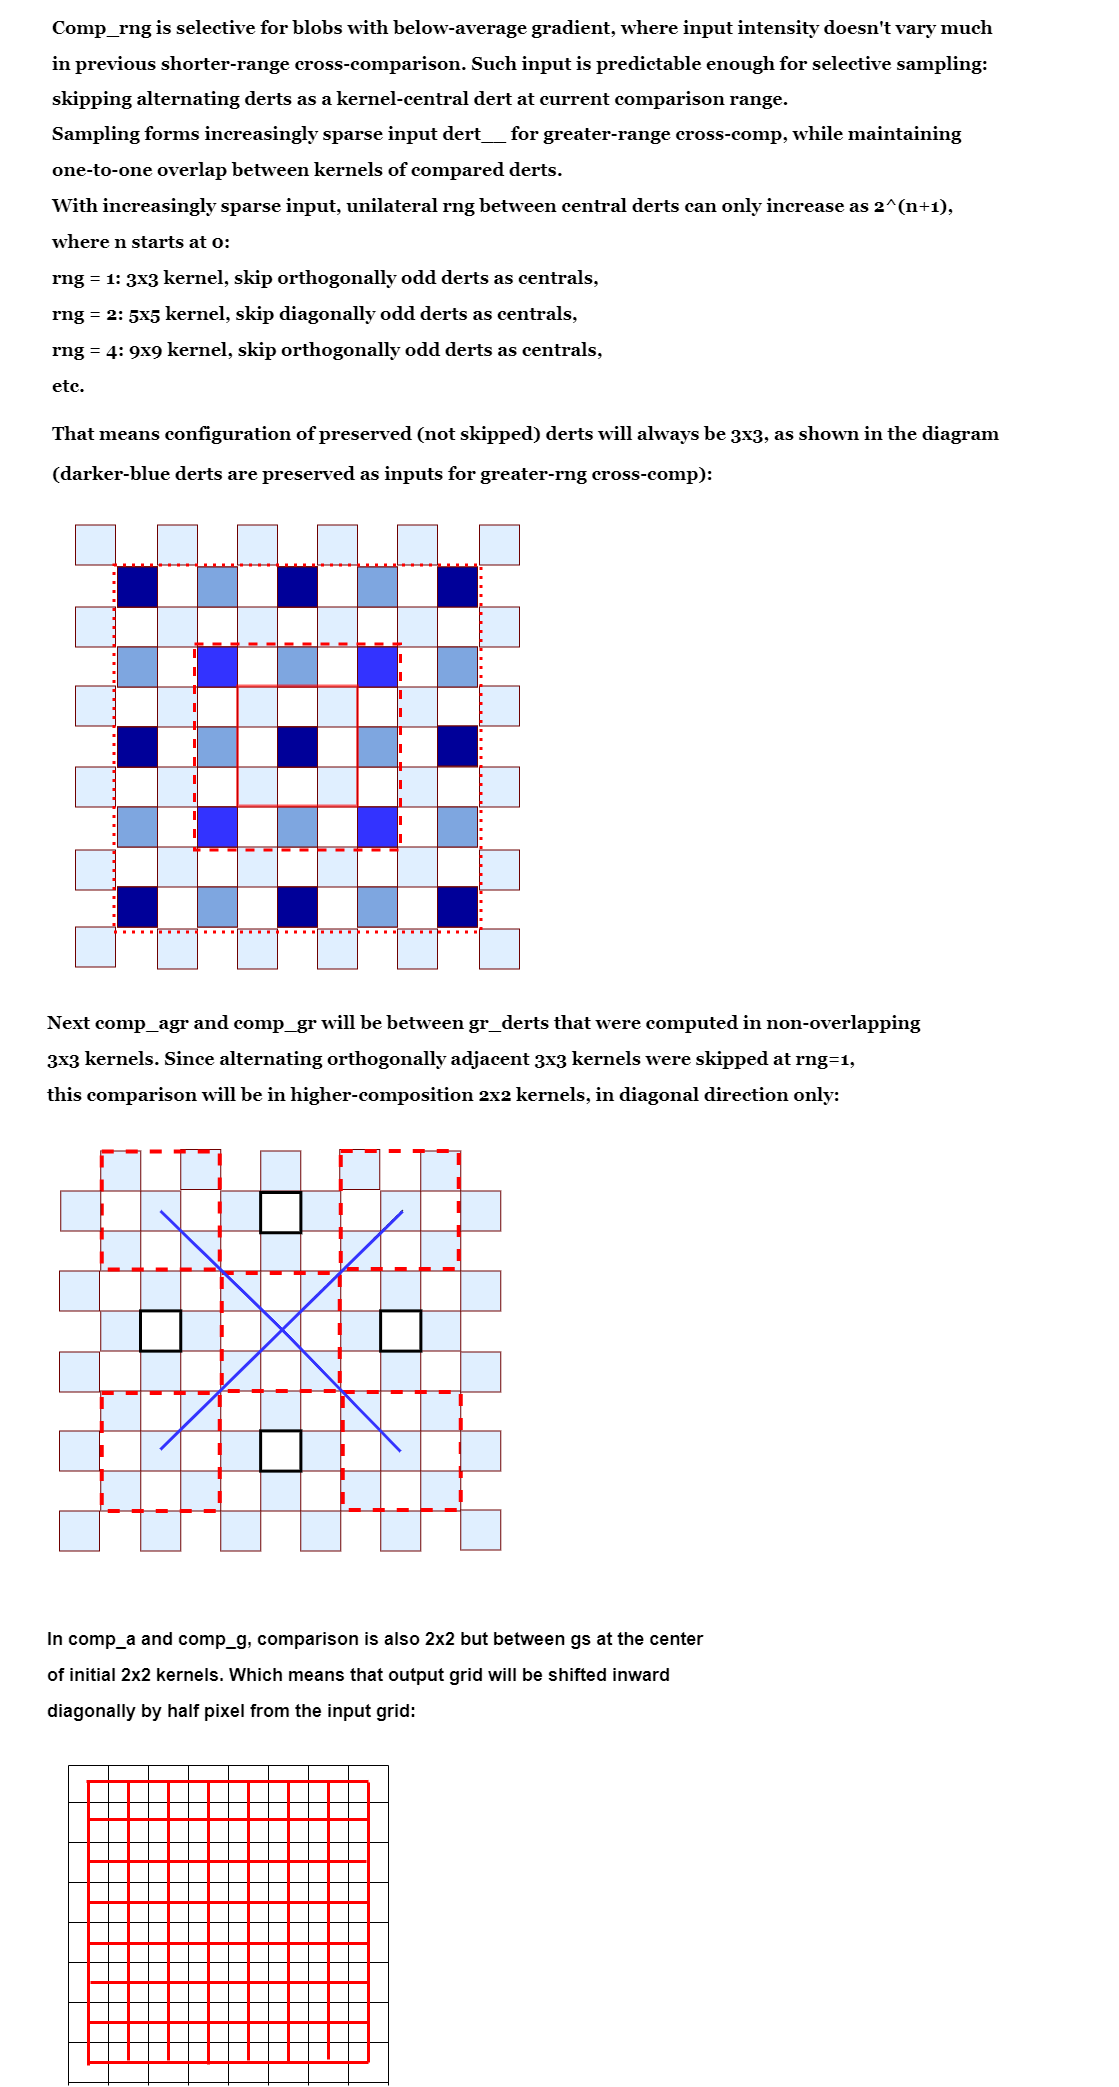 Comp_rng is selective for blobs with below-average gradient, where input intensity doesn't vary much
in previous shorter-range cross-comparison. Such input is predictable enough for selective sampling:
skipping alternating derts as a kernel-central dert at current comparison range.
Sampling forms increasingly sparse input dert__ for greater-range cross-comp, while maintaining
one-to-one overlap between kernels of compared derts.
With increasingly sparse input, unilateral rng between central derts can only increase as 2^(n+1),
where n starts at 0:
rng = 1: 3x3 kernel, skip orthogonally odd derts as centrals,
rng = 2: 5x5 kernel, skip diagonally odd derts as centrals,
rng = 4: 9x9 kernel, skip orthogonally odd derts as centrals,
etc.
That means configuration of preserved (not skipped) derts will always be 3x3, as shown in the diagram
(darker-blue derts are preserved as inputs for greater-rng cross-comp):
Next comp_agr and comp_gr will be between gr_derts that were computed in non-overlapping
3x3 kernels. Since alternating orthogonally adjacent 3x3 kernels were skipped at rng=1,
this comparison will be in higher-composition 2x2 kernels, in diagonal direction only:
In comp_a and comp_g, comparison is also 2x2 but between gs at the center
of initial 2x2 kernels. Which means that output grid will be shifted inward
diagonally by half pixel from the input grid: